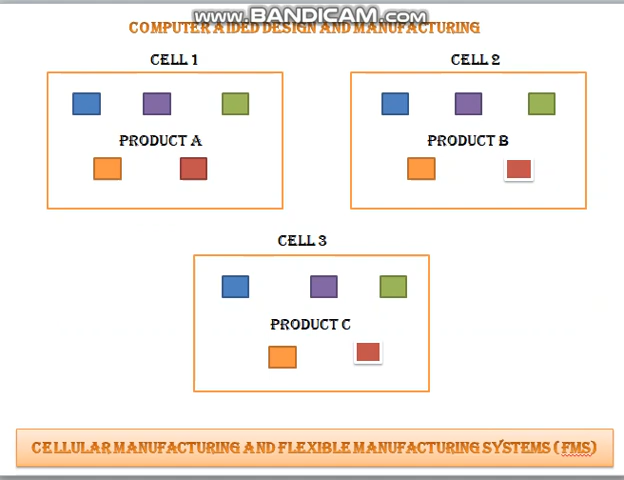 www.BANDICAM.com
COMPUTER AIDED DESIGN AND MANUFACTURING
CELL 1
CELL 2
PRODUCT A
PRODUCT B
CELL 3
PRODUCT C
CELLULAR MANUFACTURING AND FLEXIBLE MANUFACTURING SYSTEMS ( FMS)